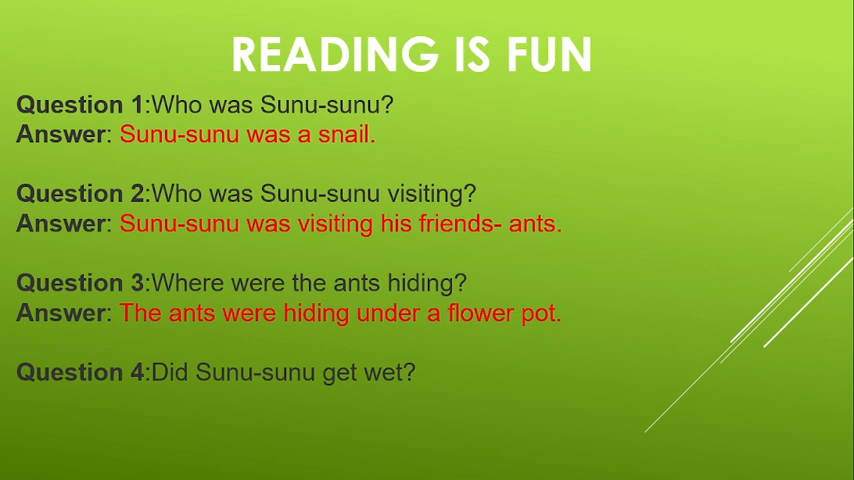 READING IS FUN
Question 1:Who was Sunu-sunu?
Answer: Sunu-sunu was a snail.
Question 2:Who was Sunu-sunu visiting?
Answer: Sunu-sunu was visiting his friends- ants.
Question 3:Where were the ants hiding?
Answer: The ants were hiding under a flower pot.
Question 4:Did Sunu-sunu get wet?